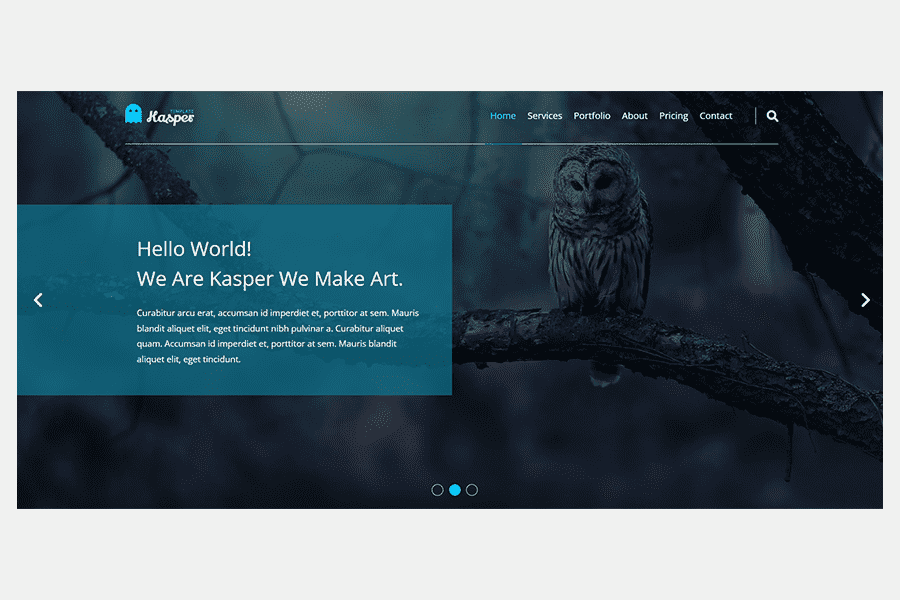 TEMPLATE
Kasper
Home Services Portfolio About Pricing Contact
Hello World!
We Are Kasper We Make Art.
Curabitur arcu erat, accumsan id imperdiet et, porttitor at sem. Mauris
blandit aliquet elit, eget tincidunt nibh pulvinar a. Curabitur aliquet
quam. Accumsan id imperdiet et, porttitor at sem. Mauris blandit
aliquet elit, eget tincidunt.